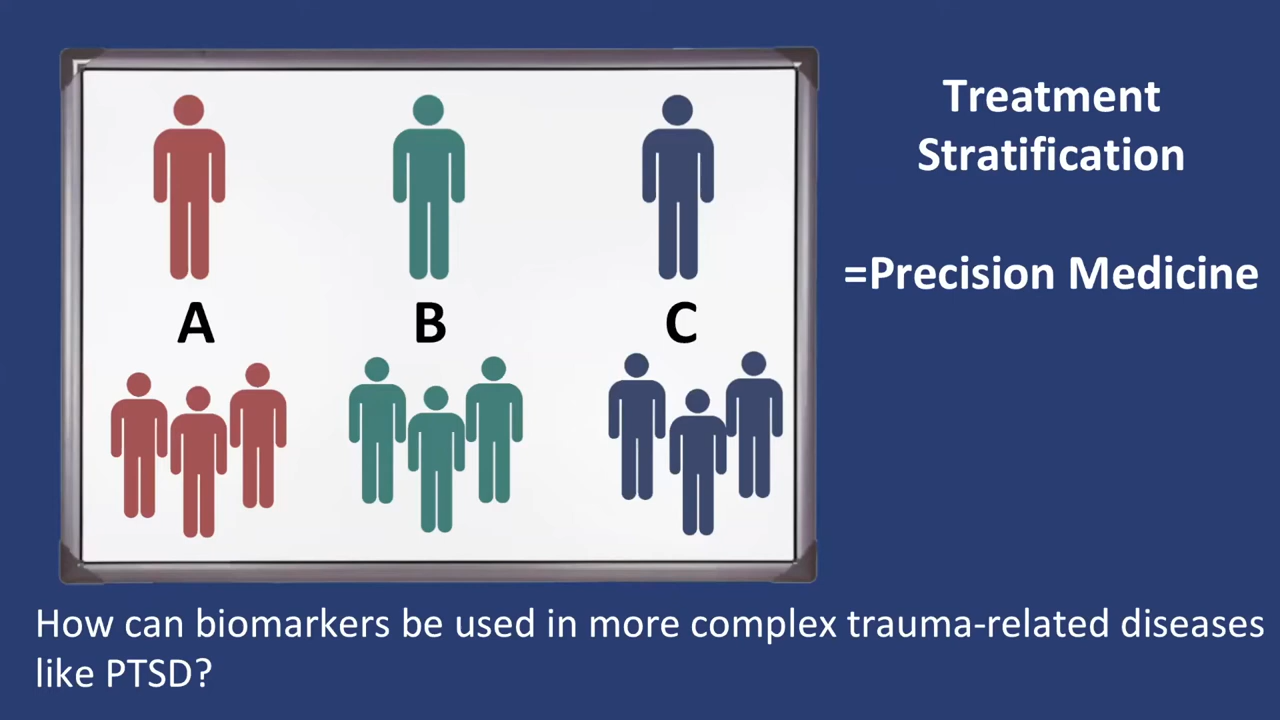 Treatment
Stratification
=Precision Medicine
A B C
How can biomarkers be used in more complex trauma-related diseases
like PTSD?